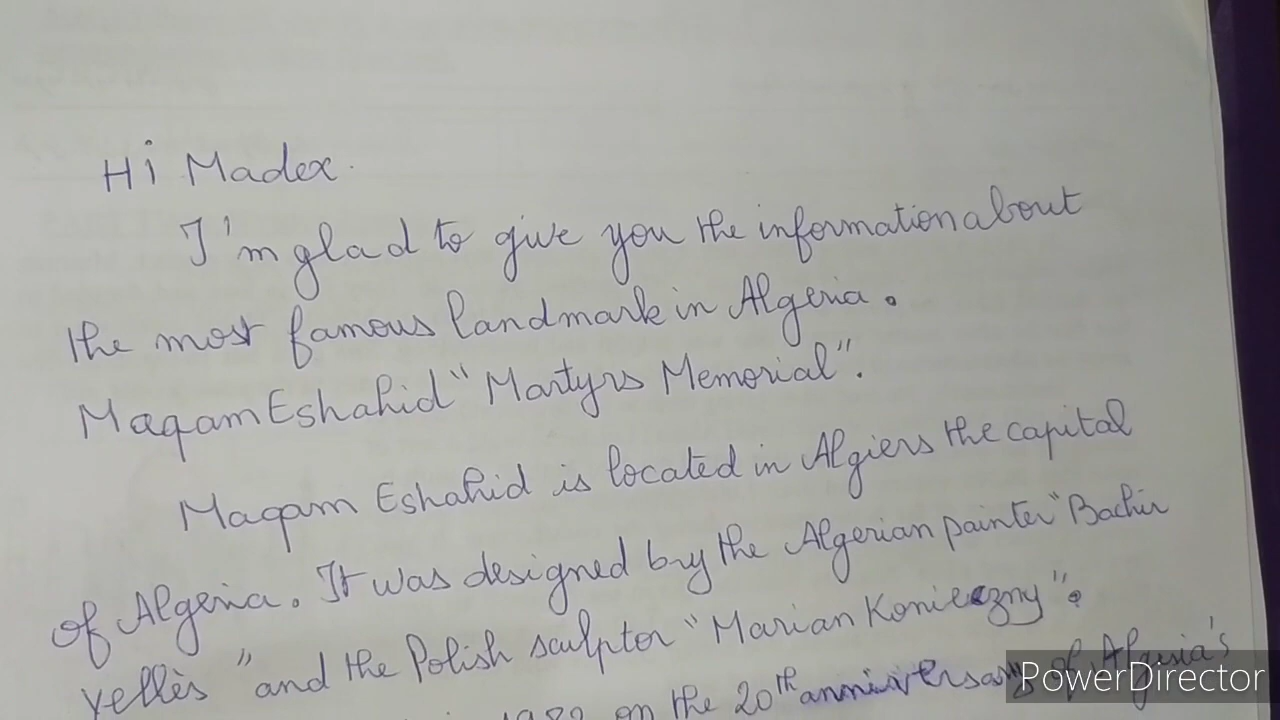 Hi Madex.
I'm glad to give you the information about
the most famous landmark in Algeria.
Maqam Eshahid "Martyrs Memorial".
Maqam Eshahid is located in Algiers the capital
of Algeria. It was designed by the Algerian painter "Bachir
Yellès" and the Polish sculptor "Marian Konieczny".
on the 20th anniversary of Algeria's
PowerDirector